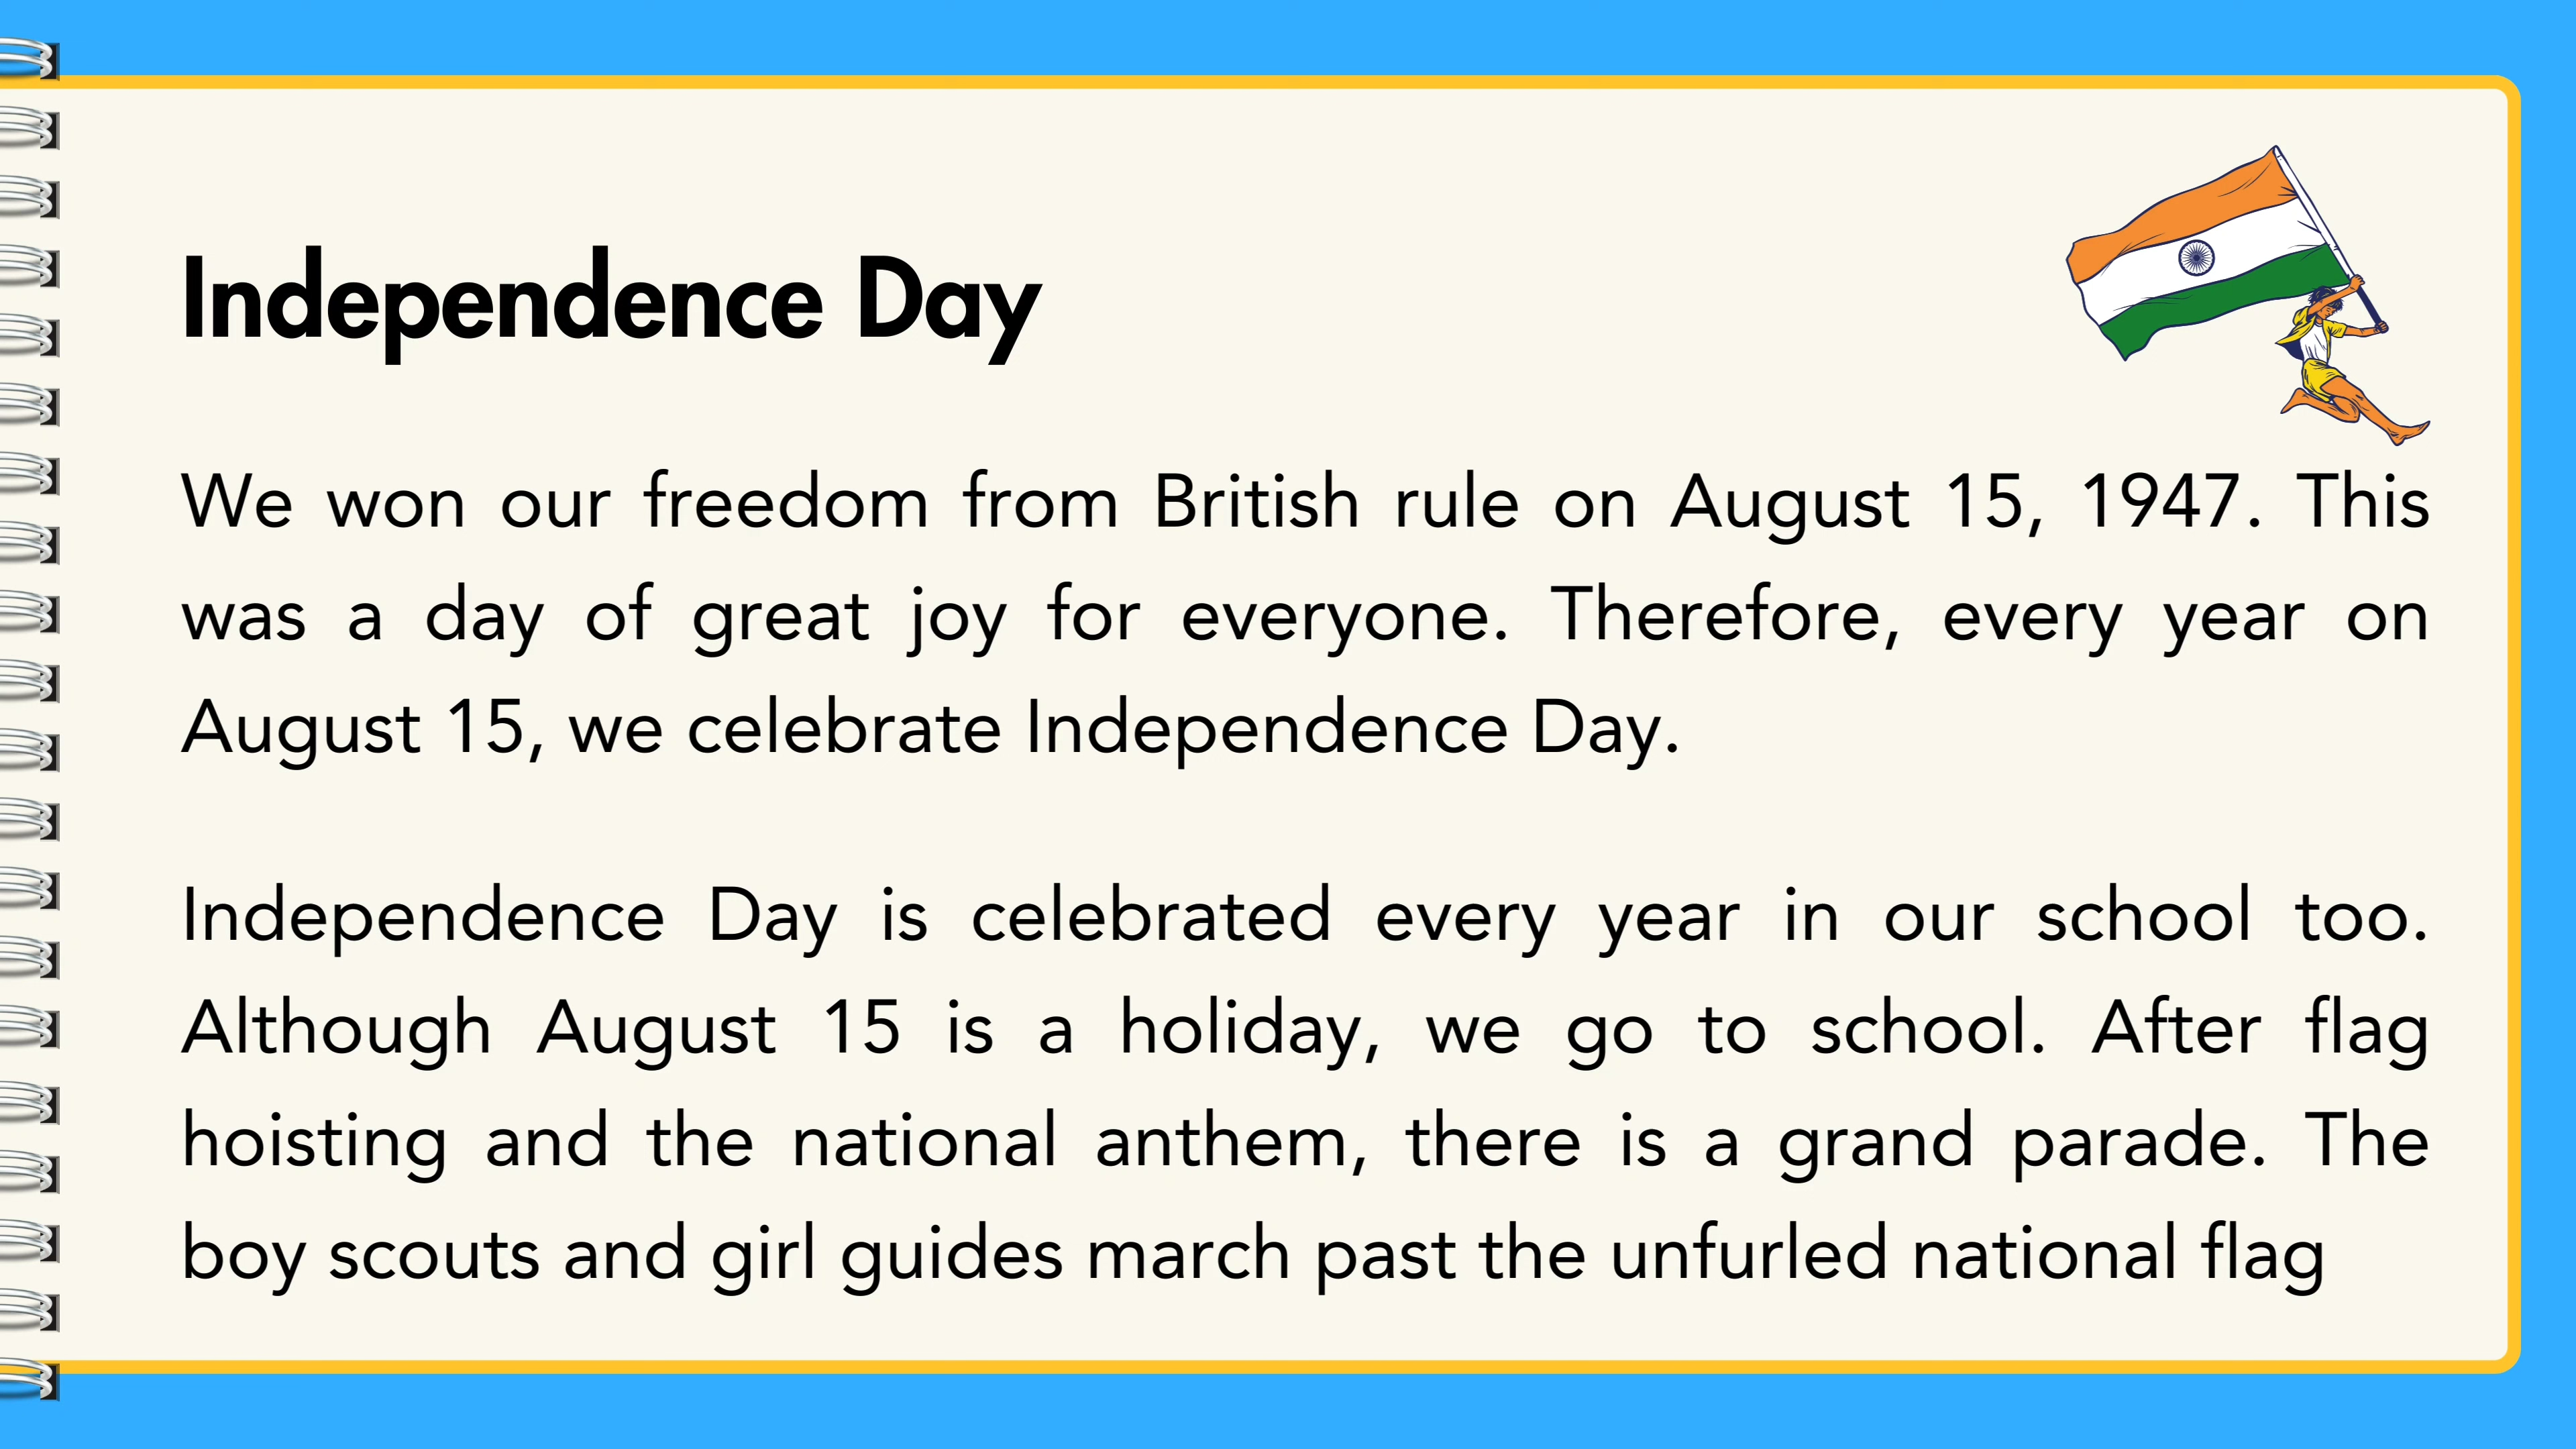 Independence Day
We won our freedom from British rule on August 15, 1947. This
was a day of great joy for everyone. Therefore, every year on
August 15, we celebrate Independence Day.
Independence Day is celebrated every year in our school too.
Although August 15 is a holiday, we go to school. After flag
hoisting and the national anthem, there is a grand parade. The
boy scouts and girl guides march past the unfurled national flag